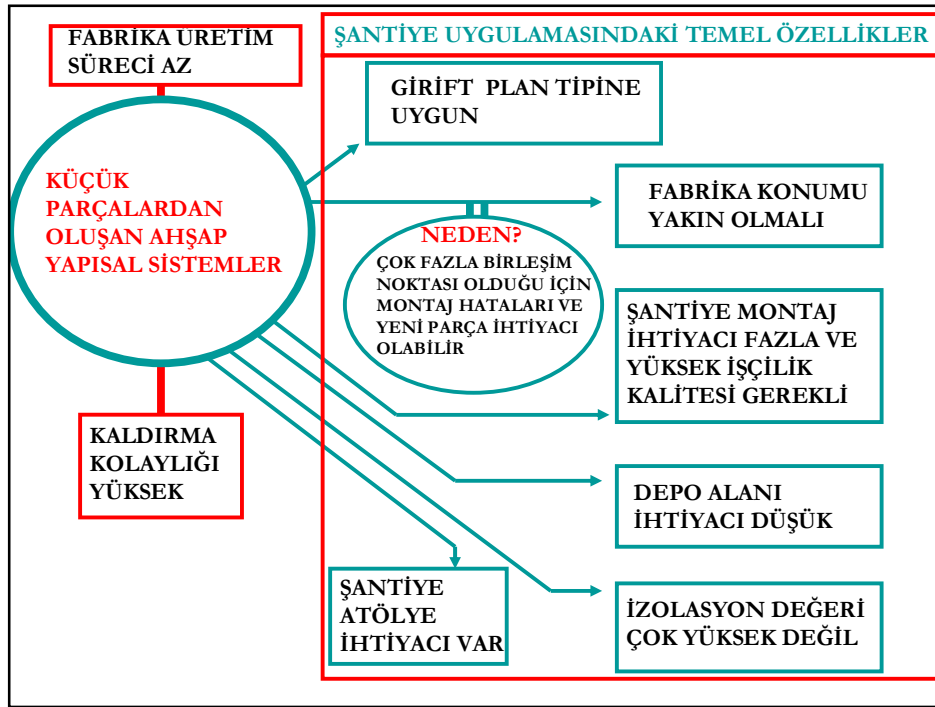 FABRİKA ÜRETİM
SÜRECİ AZ
ŞANTİYE UYGULAMASINDAKİ TEMEL ÖZELLİKLER
GİRİFT PLAN TİPİNE
UYGUN
KÜÇÜK
PARÇALARDAN
OLUŞAN AHŞAP
YAPISAL SİSTEMLER
FABRİKA KONUMU
YAKIN OLMALI
NEDEN?
ÇOK FAZLA BİRLEŞİM
NOKTASI OLDUĞU İÇİN
MONTAJ HATALARI VE
YENİ PARÇA İHTİYACI
OLABİLİR
ŞANTİYE MONTAJ
İHTİYACI FAZLA VE
YÜKSEK İŞÇİLİK
KALİTESİ GEREKLİ
KALDIRMA
KOLAYLIĞI
YÜKSEK
DEPO ALANI
İHTİYACI DÜŞÜK
ŞANTİYE
ATÖLYE
İHTİYACI VAR
İZOLASYON DEĞERİ
ÇOK YÜKSEK DEĞİL